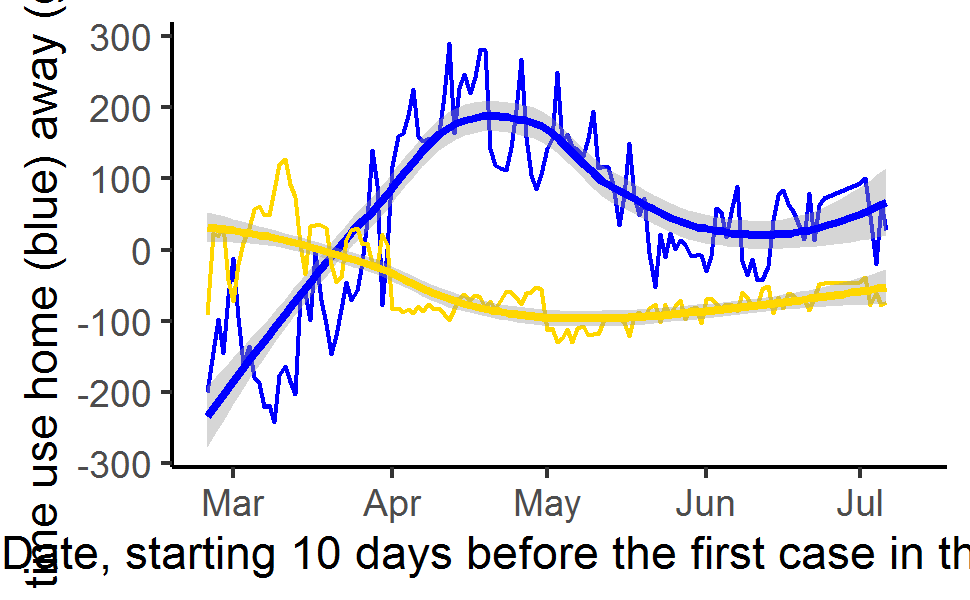 time use home (blue) away (g
300
200
100
0
-100
-200
-300
Mar Apr May Jun Jul
Date, starting 10 days before the first case in th